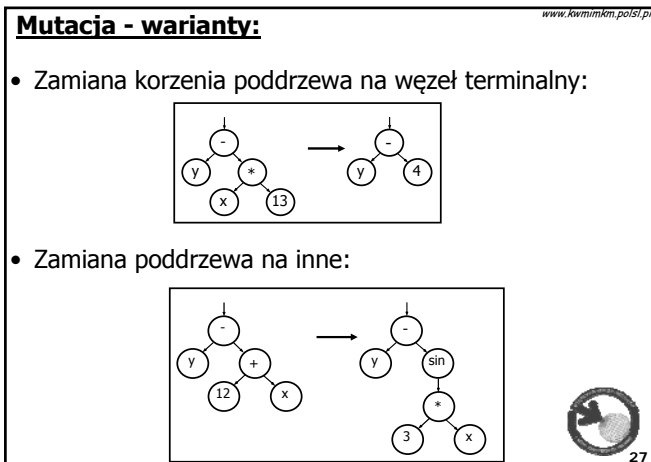 www.kwmimkm.polsl.pl
Mutacja - warianty:
• Zamiana korzenia poddrzewa na węzeł terminalny:
- -
y * y 4
x 13
• Zamiana poddrzewa na inne:
- -
y + y sin
12 x *
3 x
27